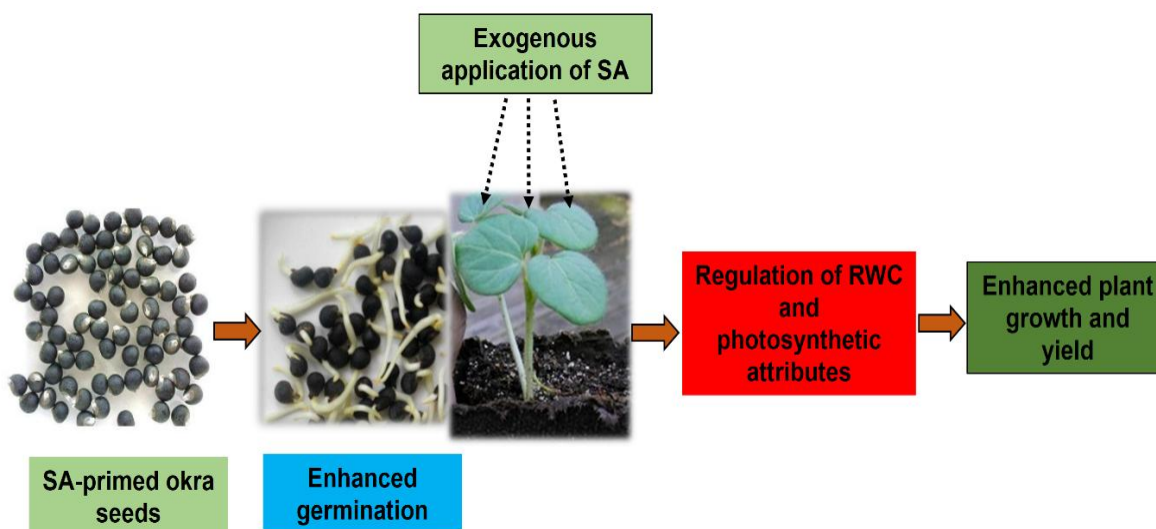 Exogenous
application of SA
Regulation of RWC
and
photosynthetic
attributes
Enhanced plant
growth and
yield
SA-primed okra
seeds
Enhanced
germination